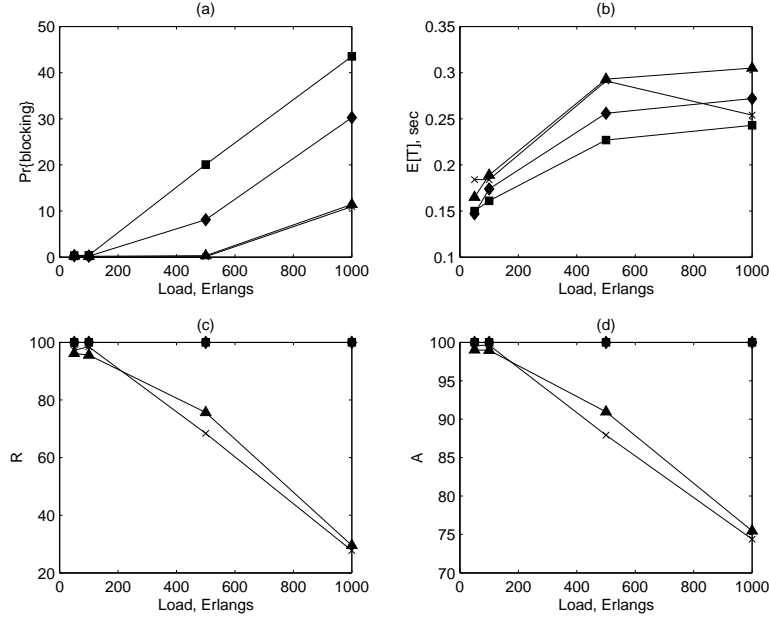 (a)
50
40
30
20
10
0
Pr{blocking}
0 200 400 600 800 1000
Load, Erlangs
(b)
0.35
0.3
0.25
0.2
0.15
0.1
E[T], sec
0 200 400 600 800 1000
Load, Erlangs
(c)
100
80
60
40
20
R
0 200 400 600 800 1000
Load, Erlangs
(d)
100
95
90
85
80
75
70
A
0 200 400 600 800 1000
Load, Erlangs